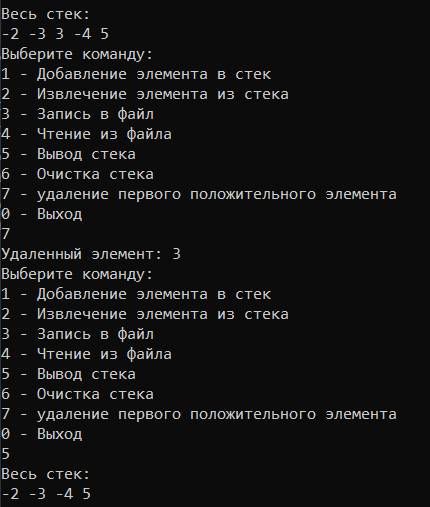 Весь стек:
-2 -3 3 -4 5
Выберите команду:
1 - Добавление элемента в стек
2 - Извлечение элемента из стека
3 - Запись в файл
4 - Чтение из файла
5 - Вывод стека
6 - Очистка стека
7 - удаление первого положительного элемента
0 - Выход
7
Удаленный элемент: 3
Выберите команду:
1 - Добавление элемента в стек
2 - Извлечение элемента из стека
3 - Запись в файл
4 - Чтение из файла
5 - Вывод стека
6 - Очистка стека
7 - удаление первого положительного элемента
0 - Выход
5
Весь стек:
-2 -3 -4 5